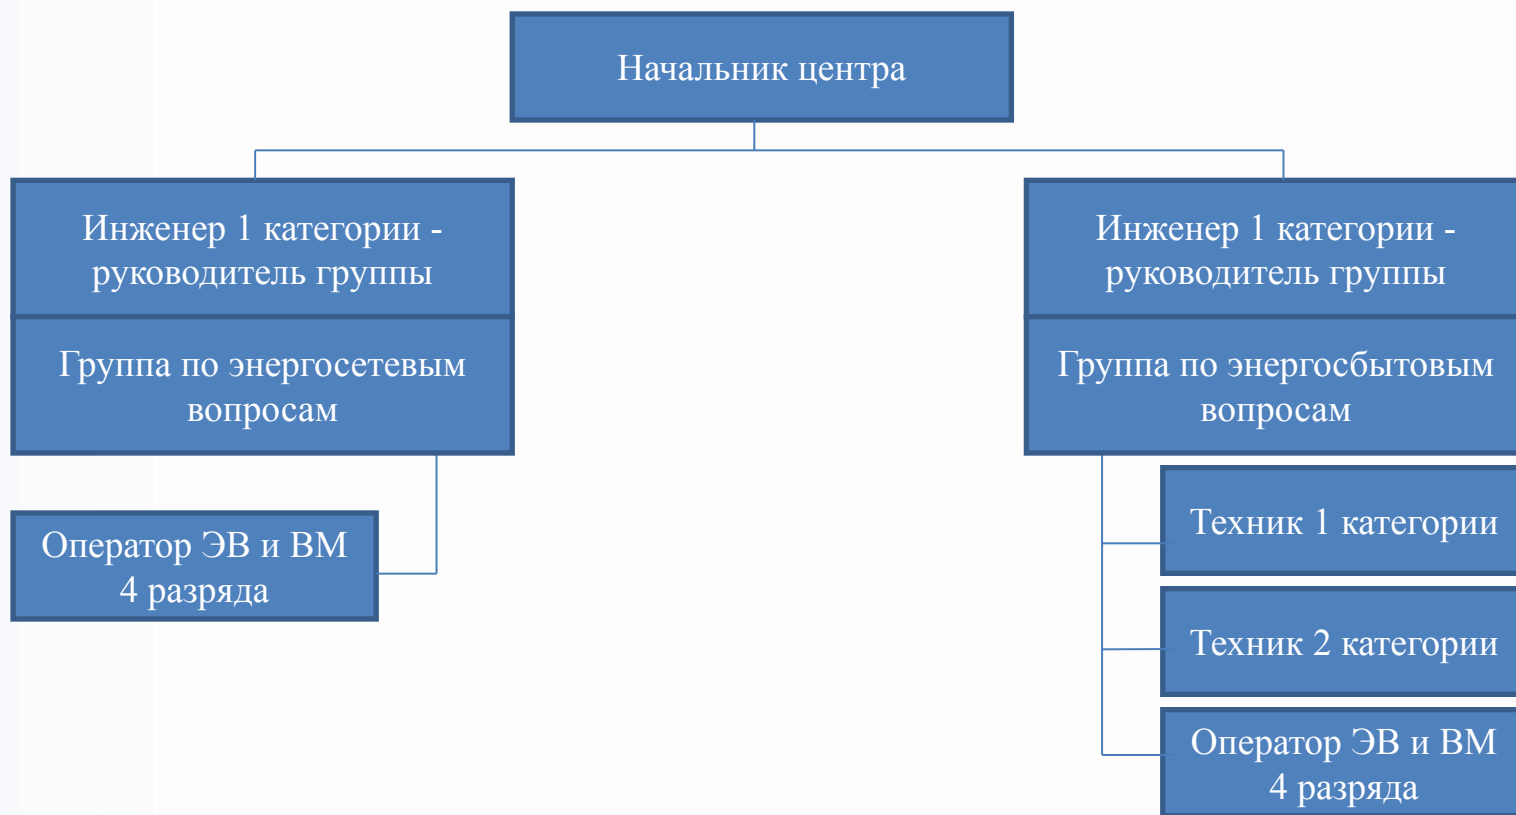 Начальник центра
Инженер 1 категории -
руководитель группы
Группа по энергосетевым
вопросам
Оператор ЭВ и ВМ
4 разряда
Инженер 1 категории -
руководитель группы
Группа по энергосбытовым
вопросам
Техник 1 категории
Техник 2 категории
Оператор ЭВ и ВМ
4 разряда